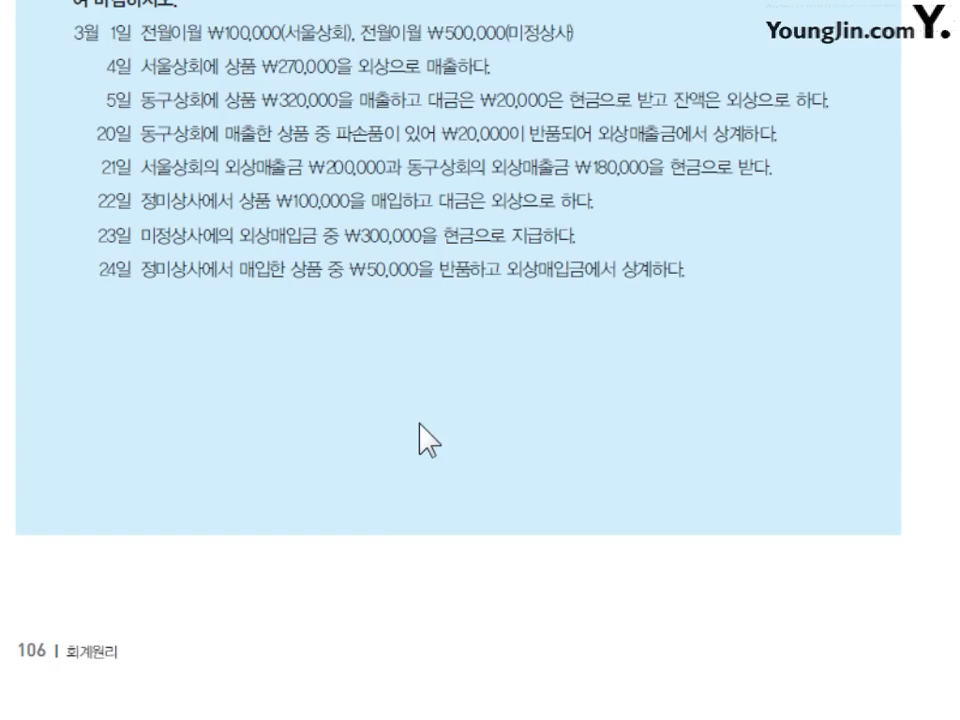 여 마감하시오.
YoungJin.com Y.
3월 1일 전월이월 ₩100,000(서울상회), 전월이월 ₩500,000(미정상사)
4일 서울상회에 상품 ₩270,000을 외상으로 매출하다.
5일 동구상회에 상품 ₩320,000을 매출하고 대금은 ₩20,000은 현금으로 받고 잔액은 외상으로 하다.
20일 동구상회에 매출한 상품 중 파손품이 있어 ₩20,000이 반품되어 외상매출금에서 상계하다.
21일 서울상회의 외상매출금 ₩200,000과 동구상회의 외상매출금 ₩180,000을 현금으로 받다.
22일 정미상사에서 상품 ₩100,000을 매입하고 대금은 외상으로 하다.
23일 미정상사에의 외상매입금 중 ₩300,000을 현금으로 지급하다.
24일 정미상사에서 매입한 상품 중 ₩50,000을 반품하고 외상매입금에서 상계하다.
106 | 회계원리